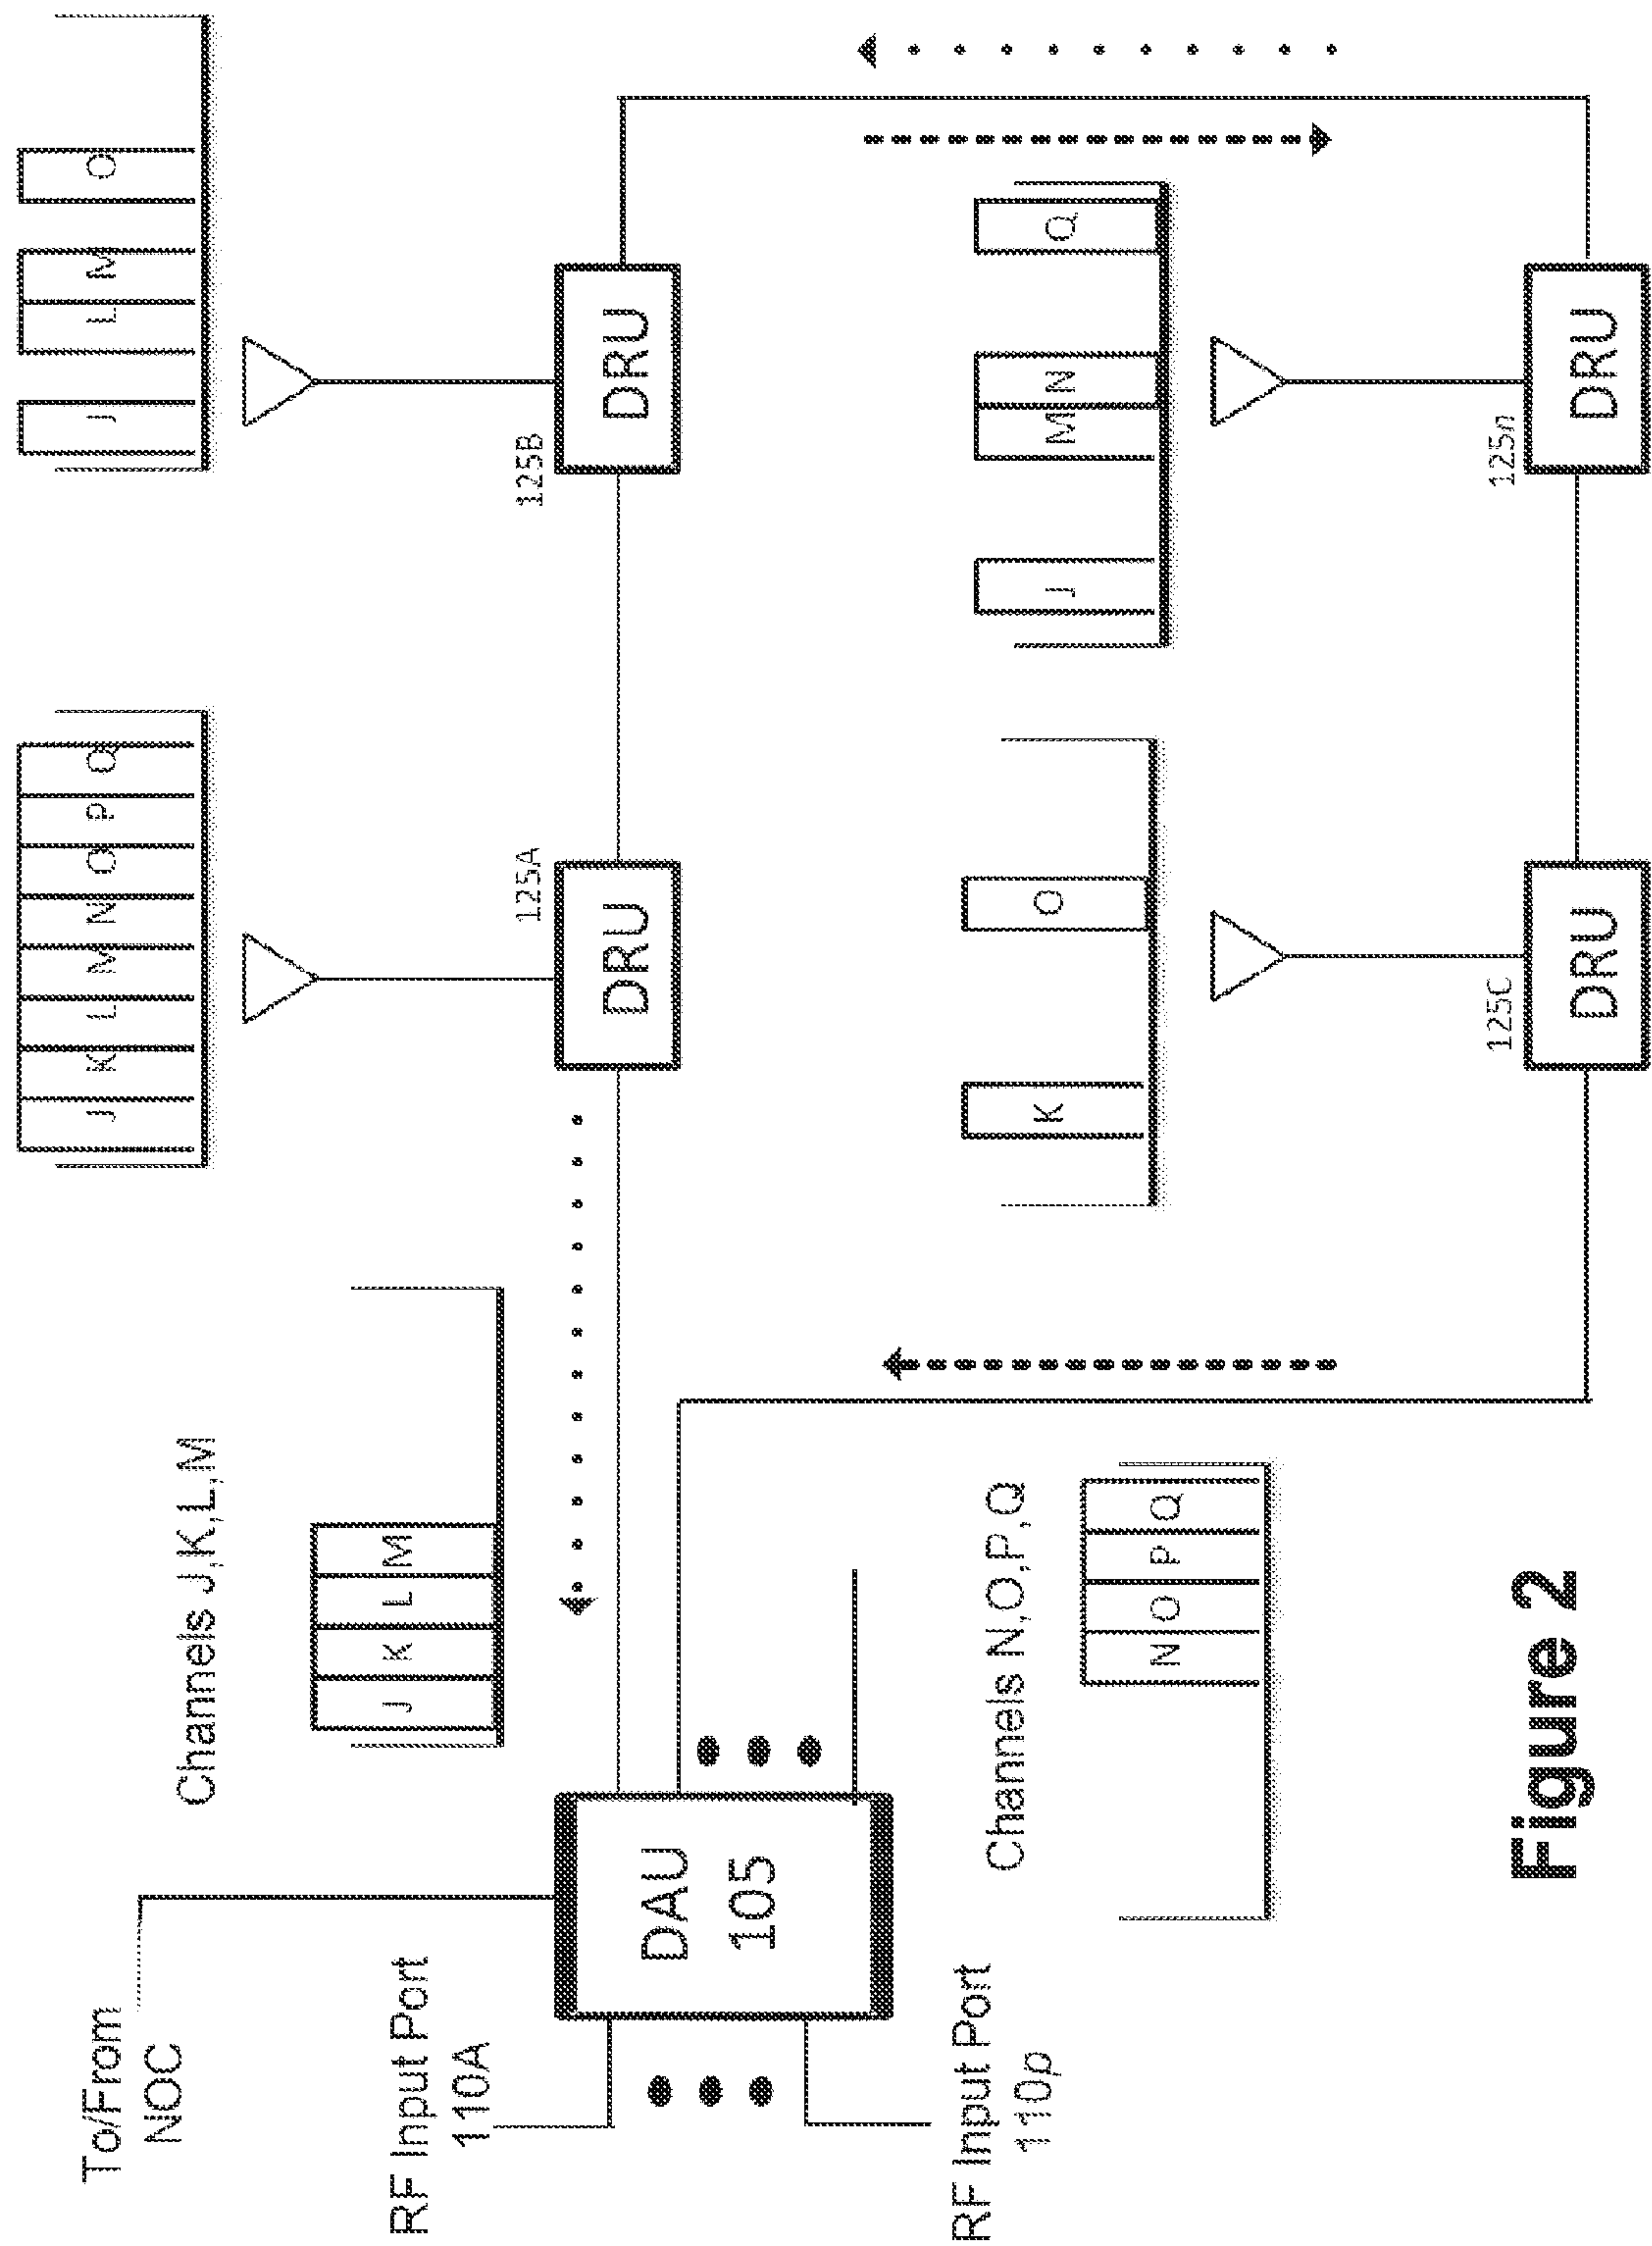 To/From
NOC
J K L M N O P Q
J L M O
Channels J,K,L,M
J K L M
RF Input Port
110A
125A
125B
DRU
DRU
DAU
105
RF Input Port
110p
Channels N,O,P,Q
N O P Q
K O
J M N Q
125C
125n
DRU
DRU
Figure 2